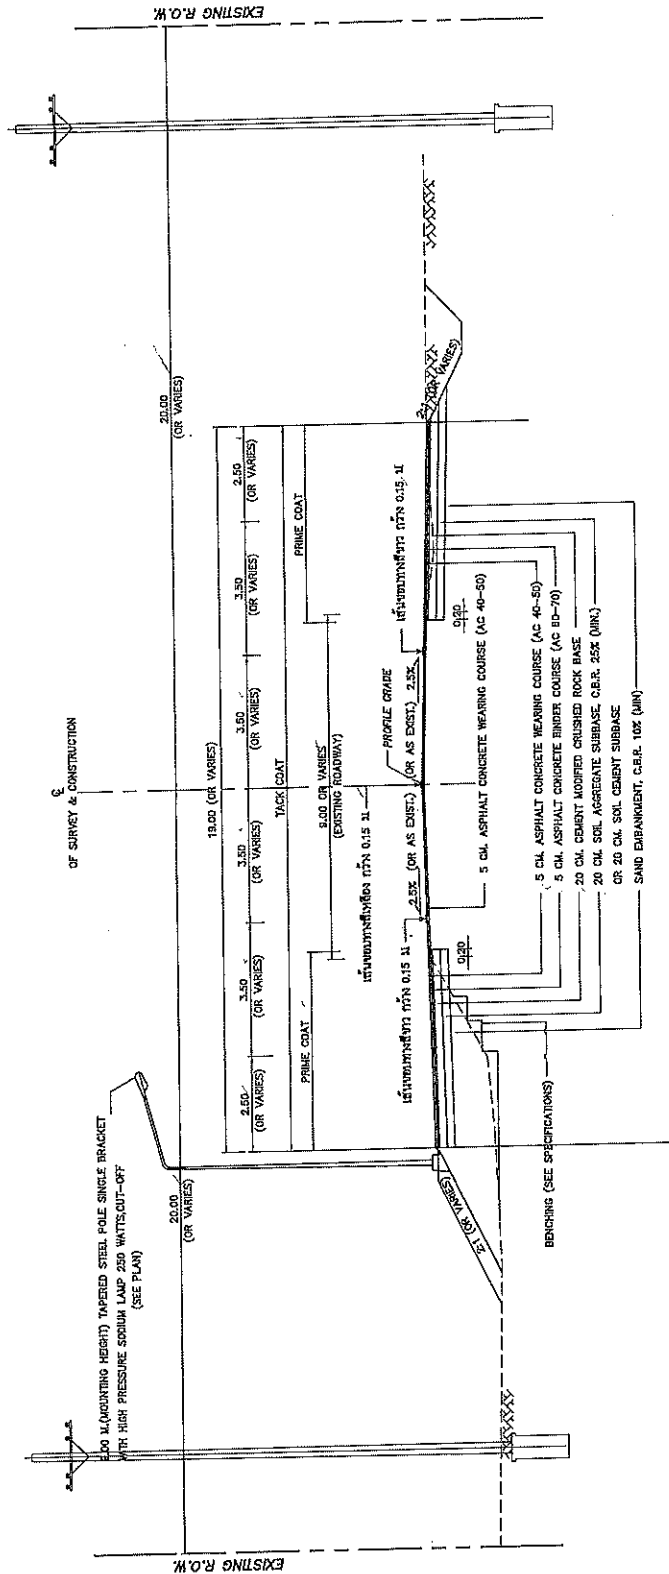 EXISTING R.O.W.
EXISTING R.O.W.
℄
OF SURVEY & CONSTRUCTION
M.(MOUNTING HEIGHT) TAPERED STEEL POLE SINGLE BRACKET
WITH HIGH PRESSURE SODIUM LAMP 250 WATTS,CUT-OFF
(SEE PLAN)
20.00
(OR VARIES)
20.00
(OR VARIES)
19.00 (OR VARIES)
2.50
(OR VARIES)
3.50
(OR VARIES)
3.50
(OR VARIES)
3.50
(OR VARIES)
3.50
(OR VARIES)
2.50
(OR VARIES)
TACK COAT
PRIME COAT
PRIME COAT
9.00 OR VARIES
(EXISTING ROADWAY)
เส้นขอบทางสีเหลือง กว้าง 0.15 ม
เส้นขอบทางสีขาว กว้าง 0.15 ม
เส้นขอบทางสีขาว กว้าง 0.15 ม
PROFILE GRADE
2.5% (OR AS EXIST.)
(OR AS EXIST.) 2.5%
2:1 (OR VARIES)
2:1 (OR VARIES)
0.20
0.20
5 CM. ASPHALT CONCRETE WEARING COURSE (AC 40-50)
5 CM. ASPHALT CONCRETE WEARING COURSE (AC 40-50)
5 CM. ASPHALT CONCRETE BINDER COURSE (AC 60-70)
20 CM. CEMENT MODIFIED CRUSHED ROCK BASE
20 CM. SOIL AGGREGATE SUBBASE, C.B.R. 25% (MIN.)
OR 20 CM. SOIL CEMENT SUBBASE
SAND EMBANKMENT, C.B.R. 10% (MIN)
BENCHING (SEE SPECIFICATIONS)